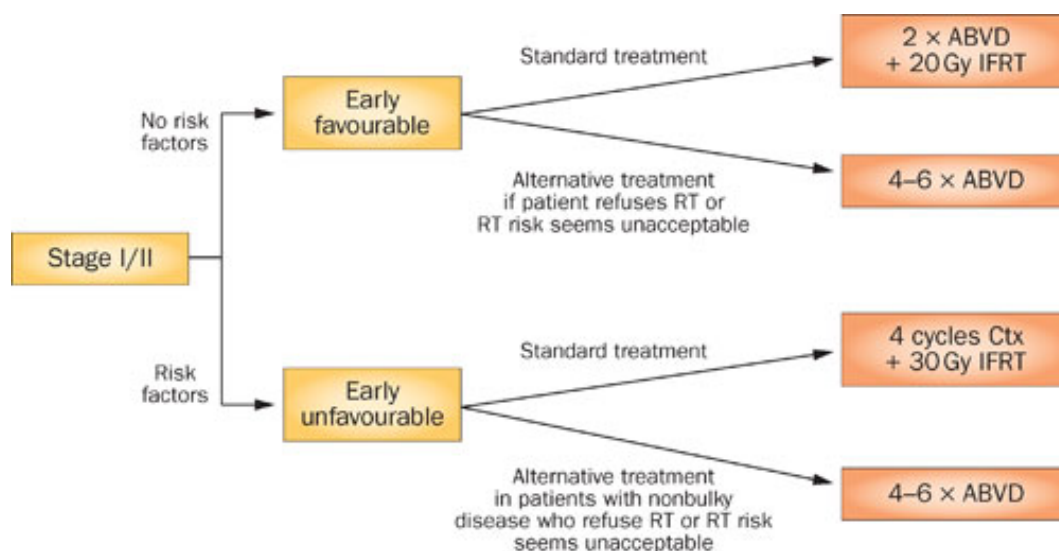 Stage I/II
No risk
factors
Early
favourable
Standard treatment
2 × ABVD
+ 20 Gy IFRT
Alternative treatment
if patient refuses RT or
RT risk seems unacceptable
4–6 × ABVD
Risk
factors
Early
unfavourable
Standard treatment
4 cycles Ctx
+ 30 Gy IFRT
Alternative treatment
in patients with nonbulky
disease who refuse RT or RT risk
seems unacceptable
4–6 × ABVD